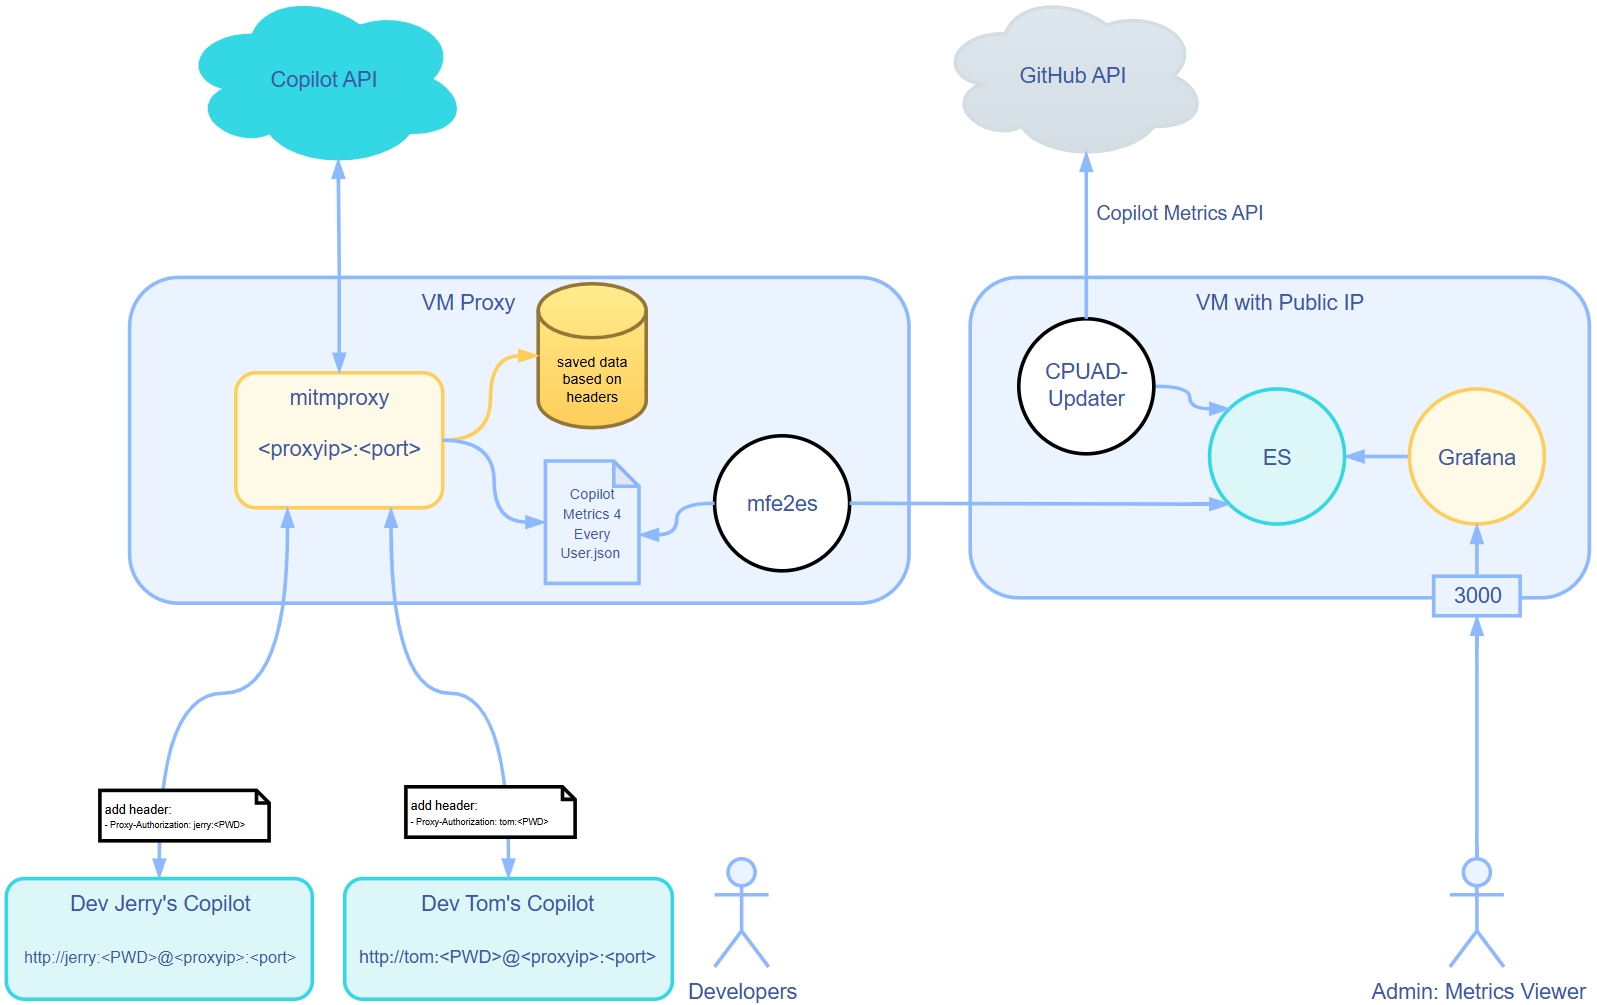 Copilot API
GitHub API
Copilot Metrics API
VM Proxy
VM with Public IP
saved data
based on
headers
mitmproxy
<proxyip>:<port>
CPUAD-
Updater
ES
Grafana
Copilot
Metrics 4
Every
User.json
mfe2es
3000
add header:
- Proxy-Authorization: jerry:<PWD>
add header:
- Proxy-Authorization: tom:<PWD>
Dev Jerry's Copilot
http://jerry:<PWD>@<proxyip>:<port>
Dev Tom's Copilot
http://tom:<PWD>@<proxyip>:<port>
Developers
Admin: Metrics Viewer